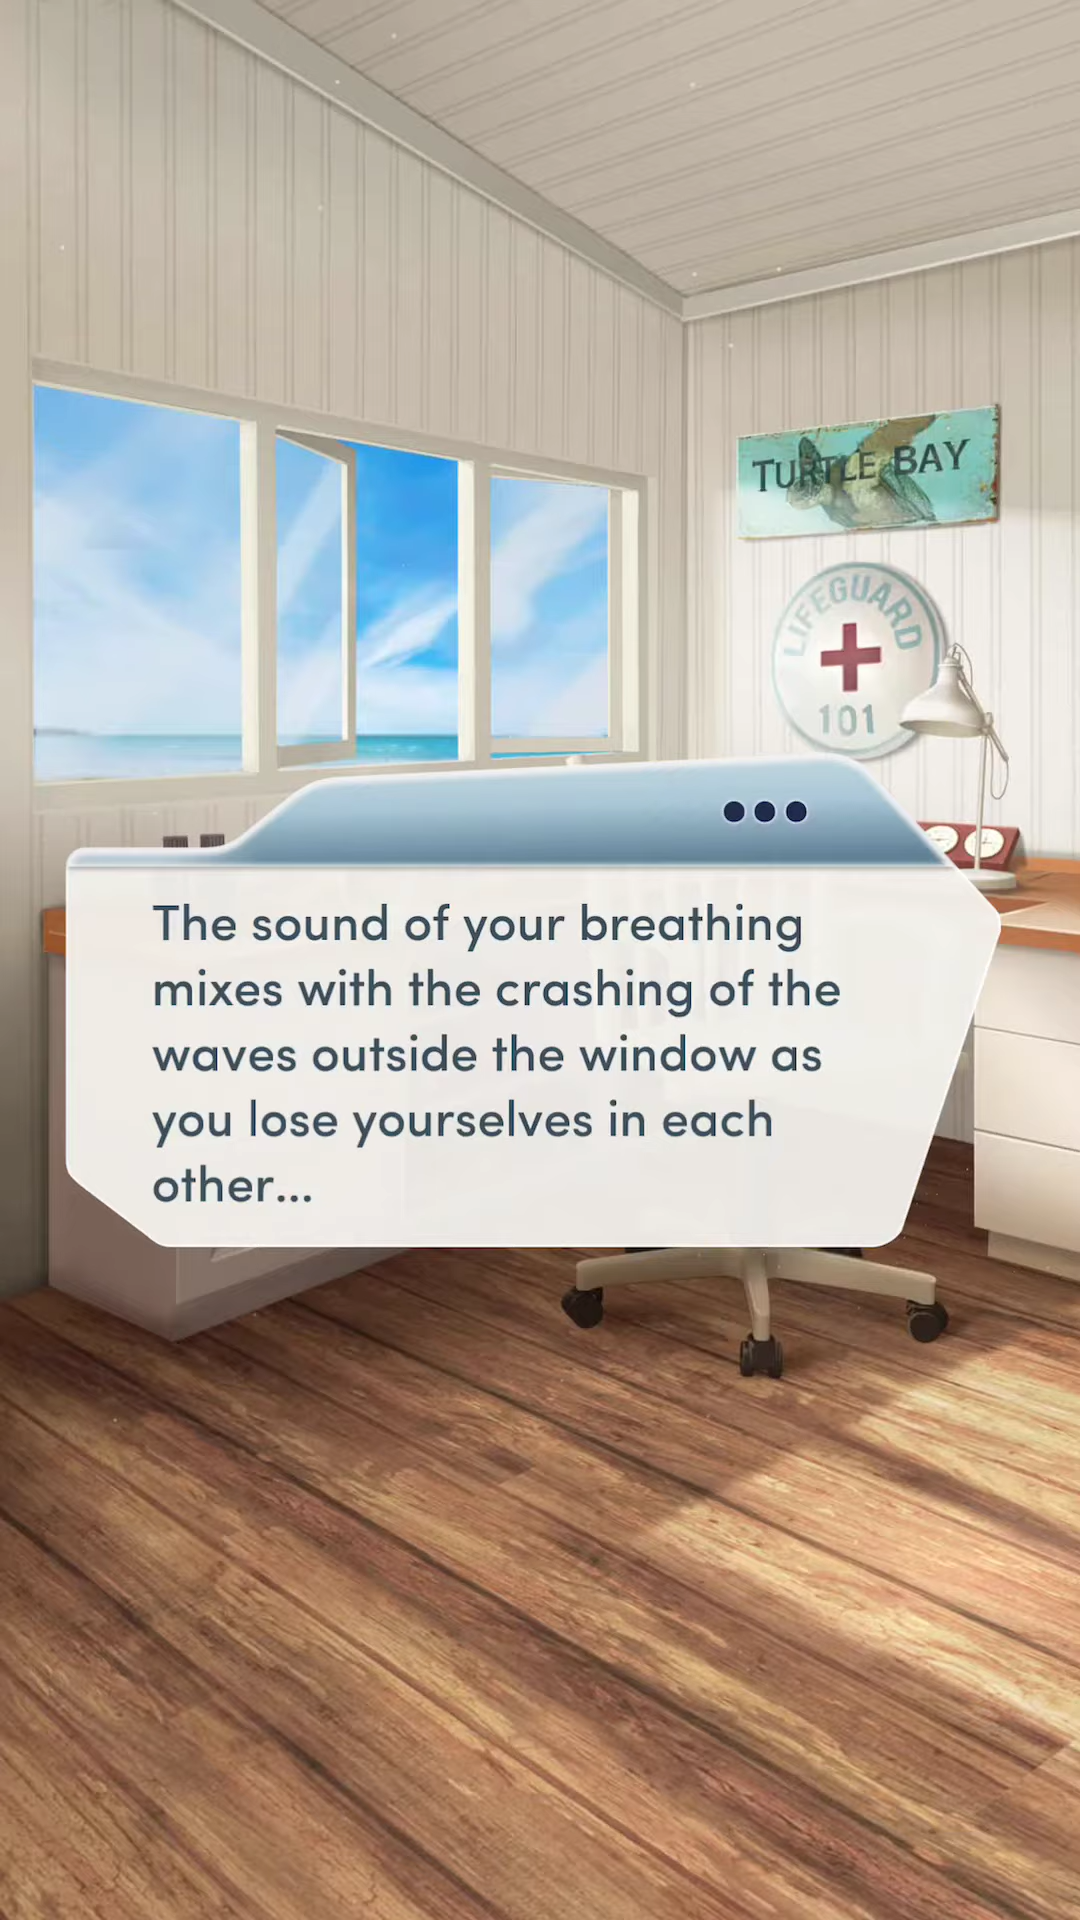 TURTLE BAY
LIFEGUARD
101
The sound of your breathing
mixes with the crashing of the
waves outside the window as
you lose yourselves in each
other...